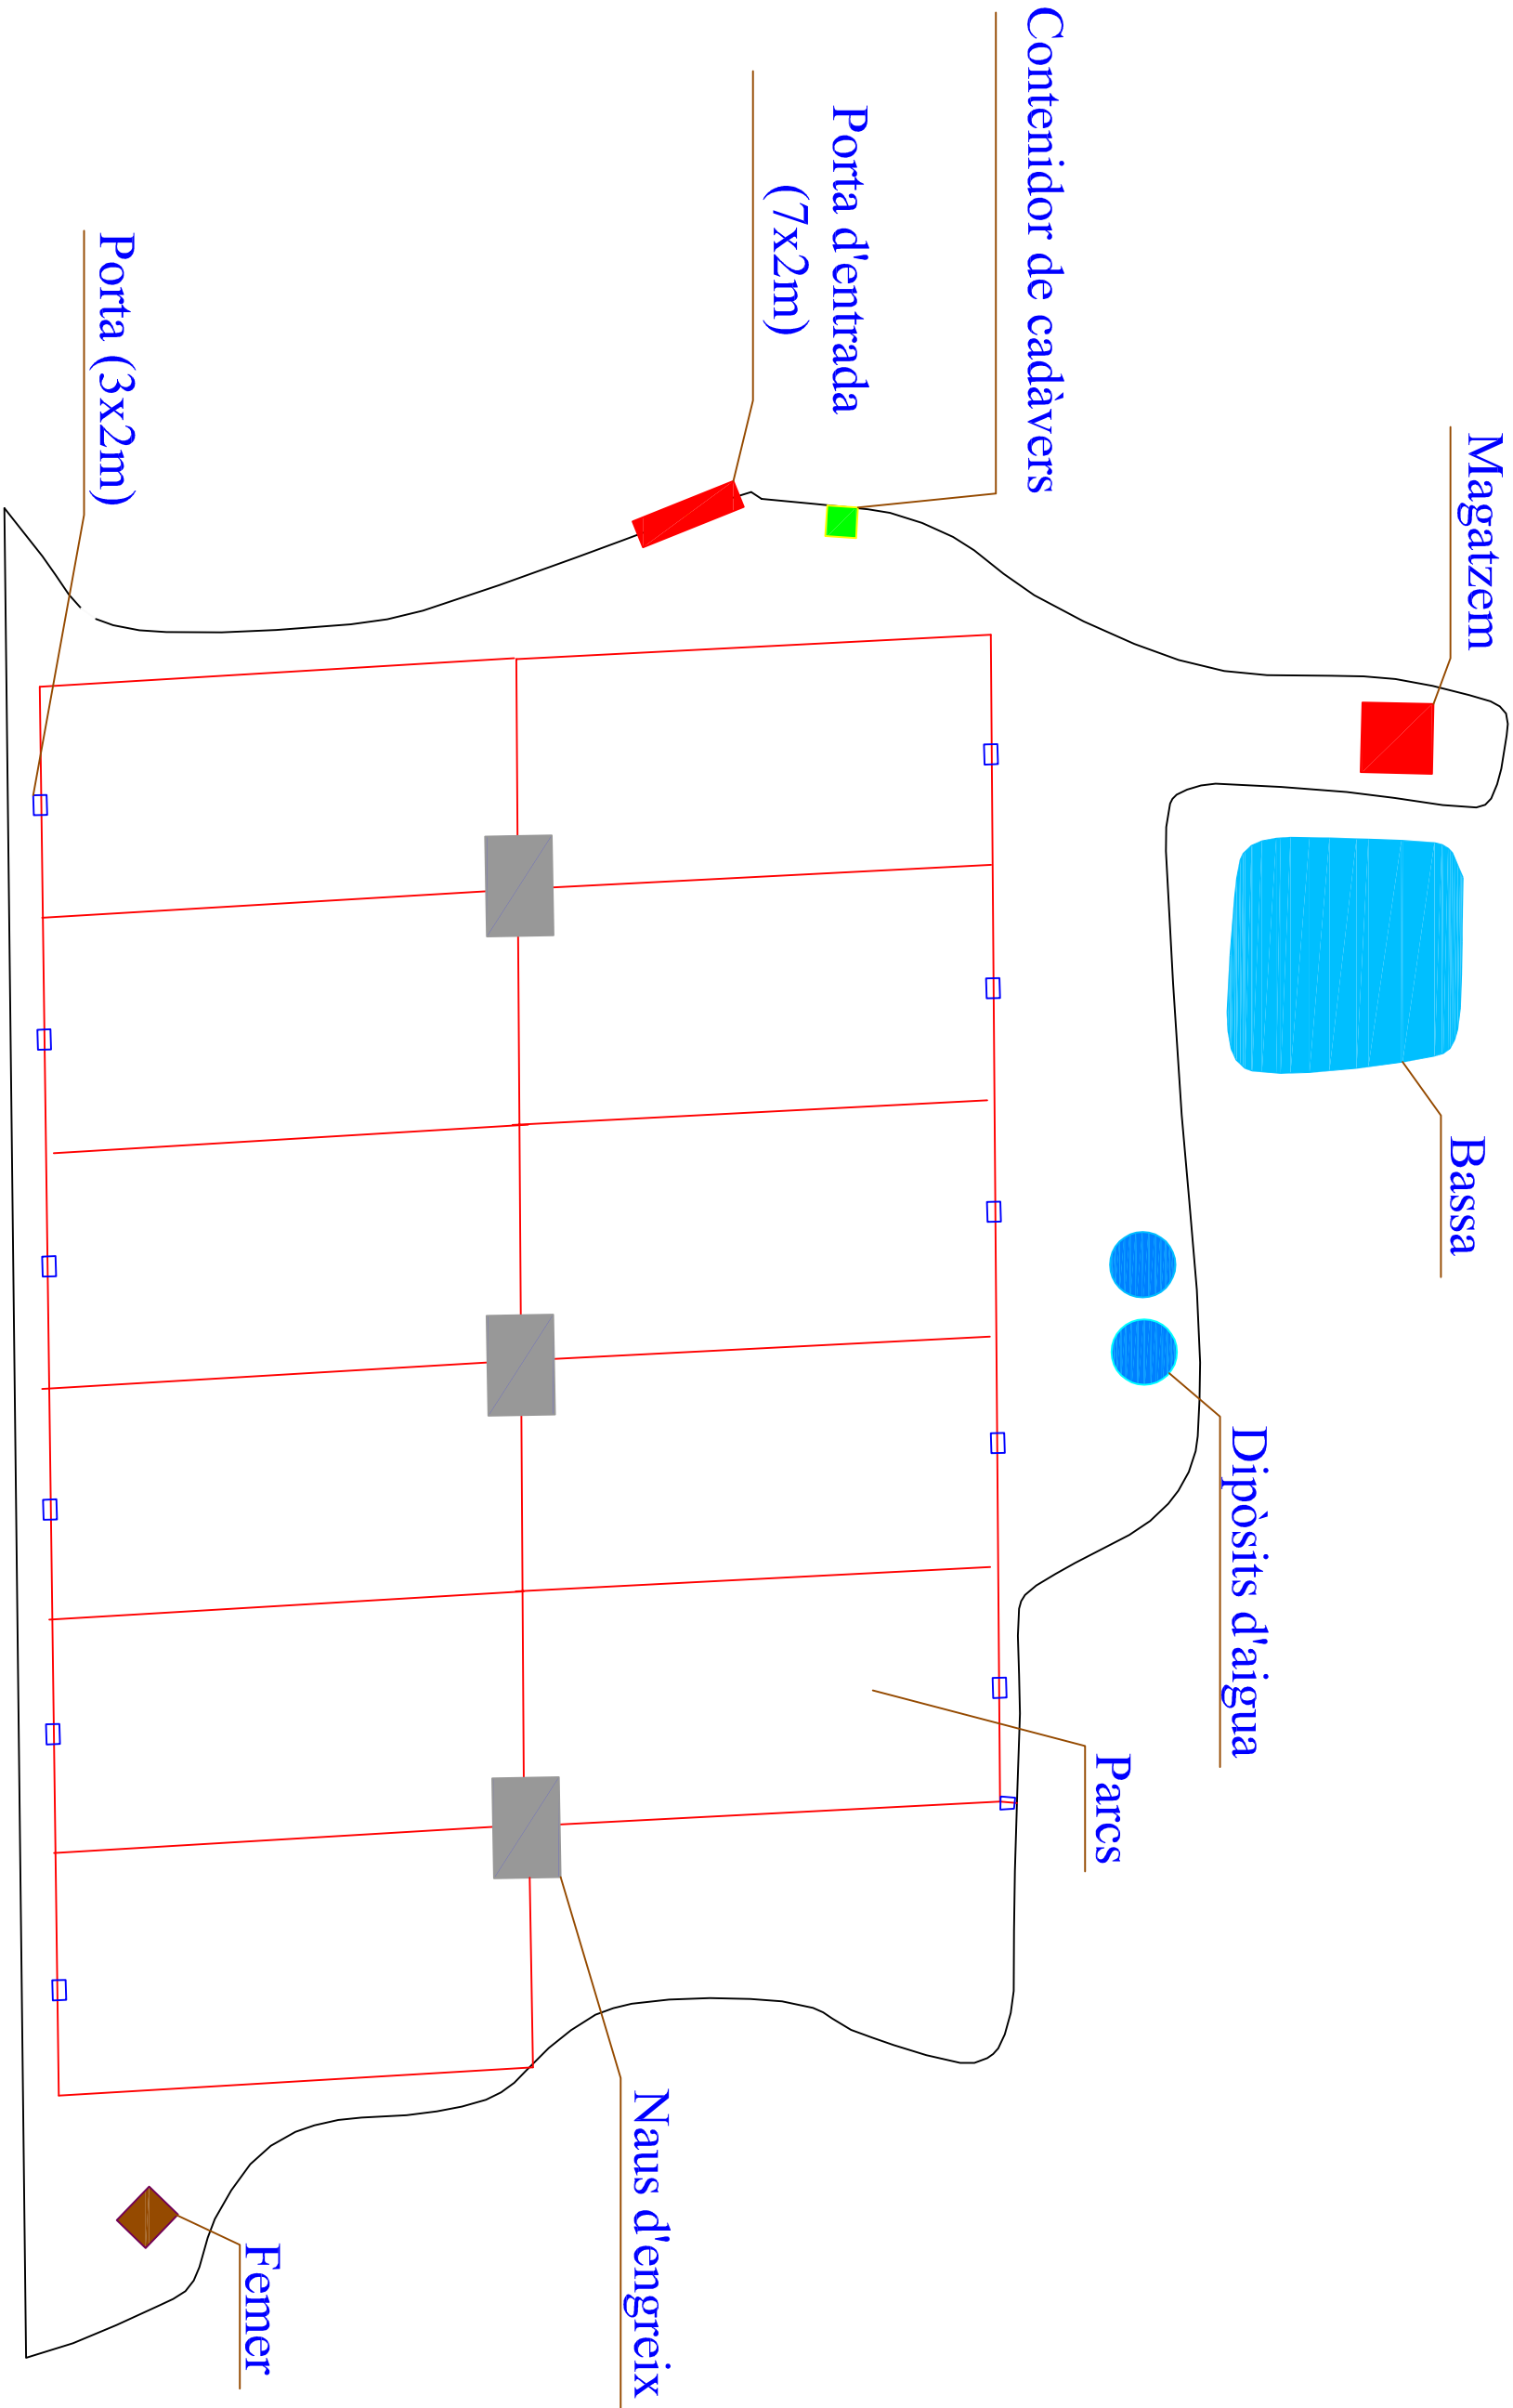 Magatzem
Bassa
Dipòsits d'aigua
Parcs
Contenidor de cadàvers
Porta d'entrada
(7x2m)
Naus d'engreix
Femer
Porta (3x2m)